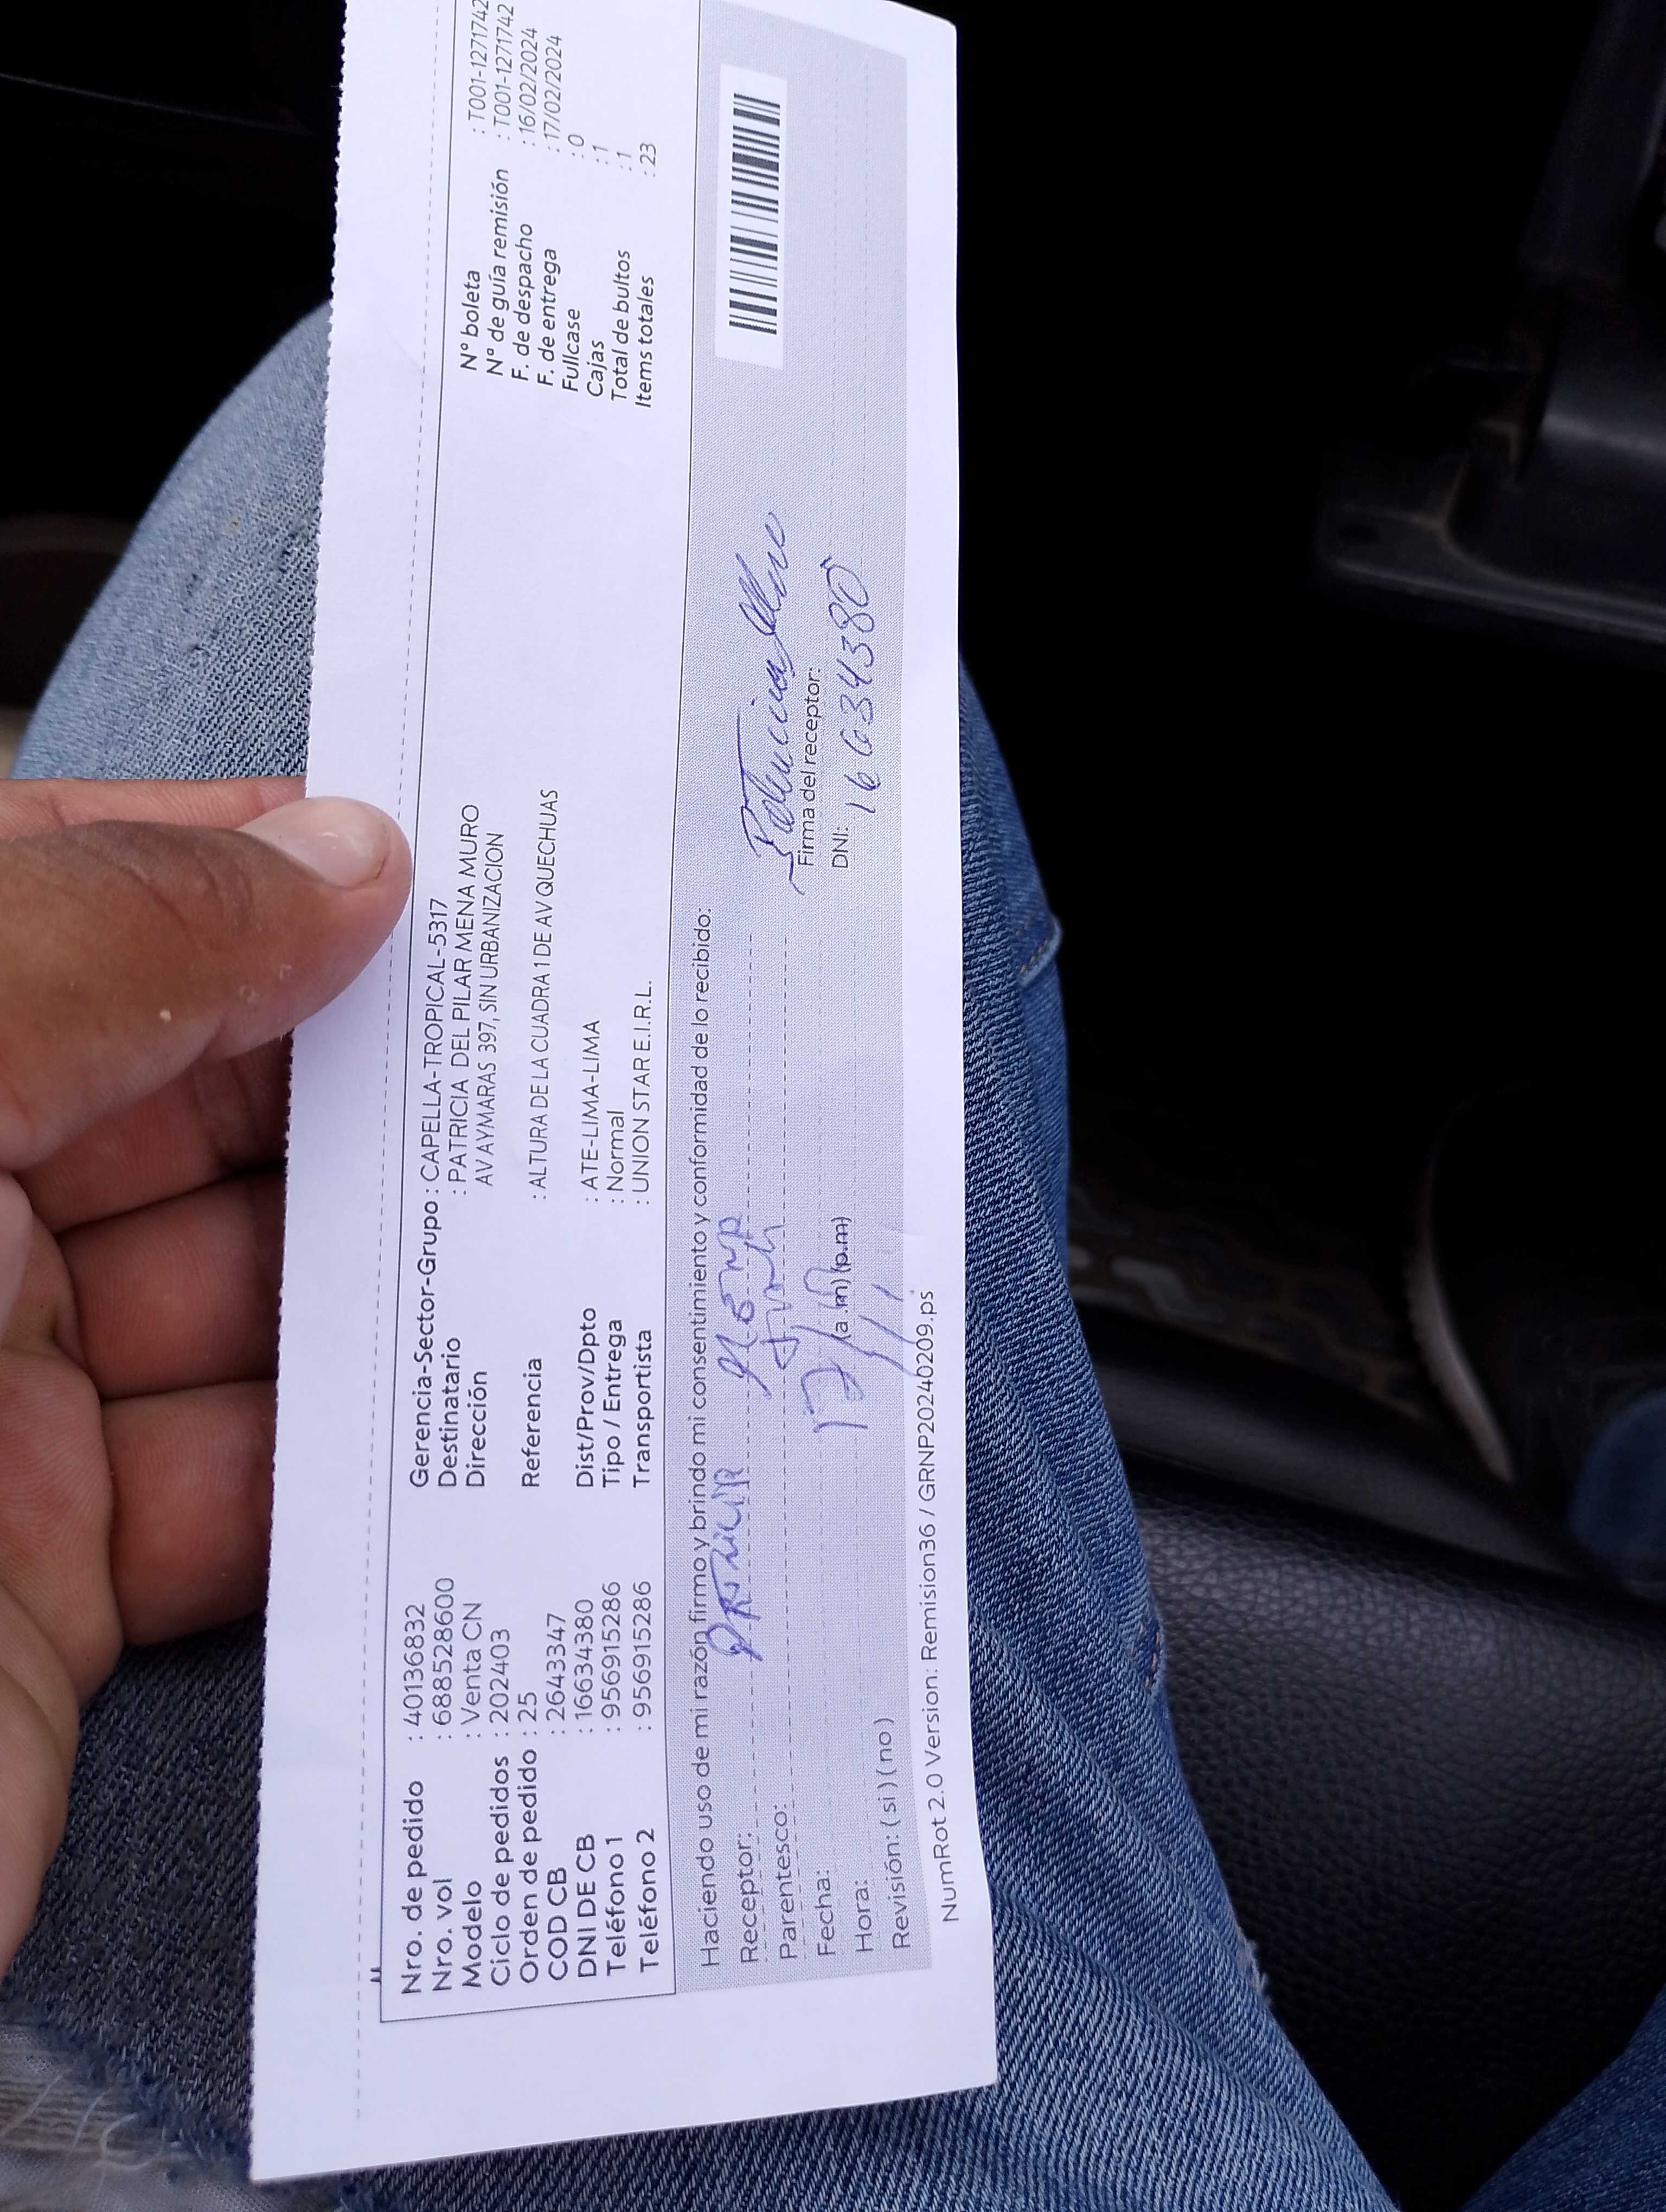 Nro. de pedido : 40136832
Nro. vol : 6885286​00
Modelo : Venta CN
Ciclo de pedidos : 202403
Orden de pedido : 25
COD CB : 2643347
DNI DE CB : 16634380
Teléfono 1 : 956915286
Teléfono 2 : 956915286
Gerencia-Sector-Grupo : CAPELLA-TROPICAL-5317
Destinatario : PATRICIA DEL PILAR MENA MURO
Dirección AV AYMARAS 397, SIN URBANIZACION
Referencia : ALTURA DE LA CUADRA 1 DE AV QUECHUAS
Dist/Prov/Dpto : ATE-LIMA-LIMA
Tipo / Entrega : Normal
Transportista : UNION STAR E.I.R.L.
N° boleta : T001-1271742
N° de guía remisión : T001-1271742
F. de despacho : 16/02/2024
F. de entrega : 17/02/2024
Fullcase : 0
Cajas : 1
Total de bultos : 1
Items totales : 23
Haciendo uso de mi razón firmo y brindo mi consentimiento y conformidad de lo recibido:
Receptor: PATRICIA MENA
Parentesco:
Fecha: 17/
Hora: (a.m) (p.m)
Revisión: ( si ) ( no )
Firma del receptor:
DNI: 16634380
NumRot 2.0 Version: Remision36 / GRNP20240209.ps